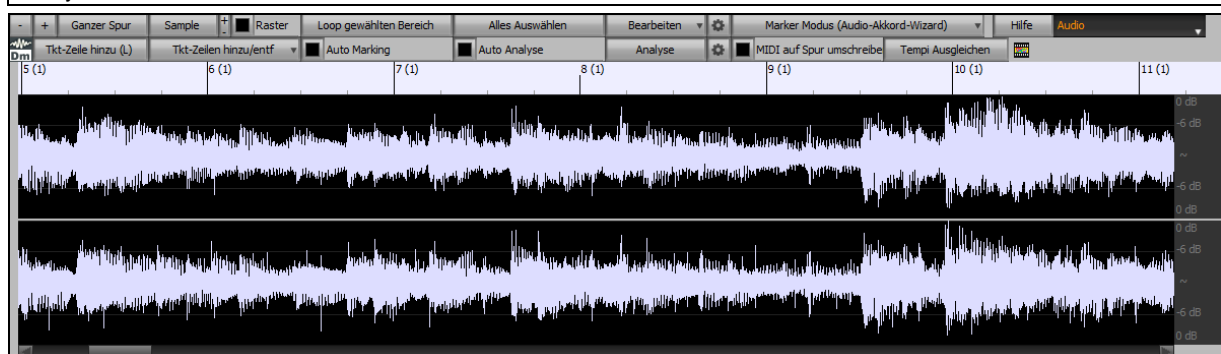 - + Ganzer Spur Sample + - Raster Loop gewählten Bereich Alles Auswählen Bearbeiten Marker Modus (Audio-Akkord-Wizard) Hilfe Audio
Dm Tkt-Zeile hinzu (L) Tkt-Zeilen hinzu/entf Auto Marking Auto Analyse Analyse MIDI auf Spur umschreibe Tempi Ausgleichen
5 (1) 6 (1) 7 (1) 8 (1) 9 (1) 10 (1) 11 (1)
0 dB
-6 dB
~
-6 dB
0 dB
0 dB
-6 dB
~
-6 dB
0 dB